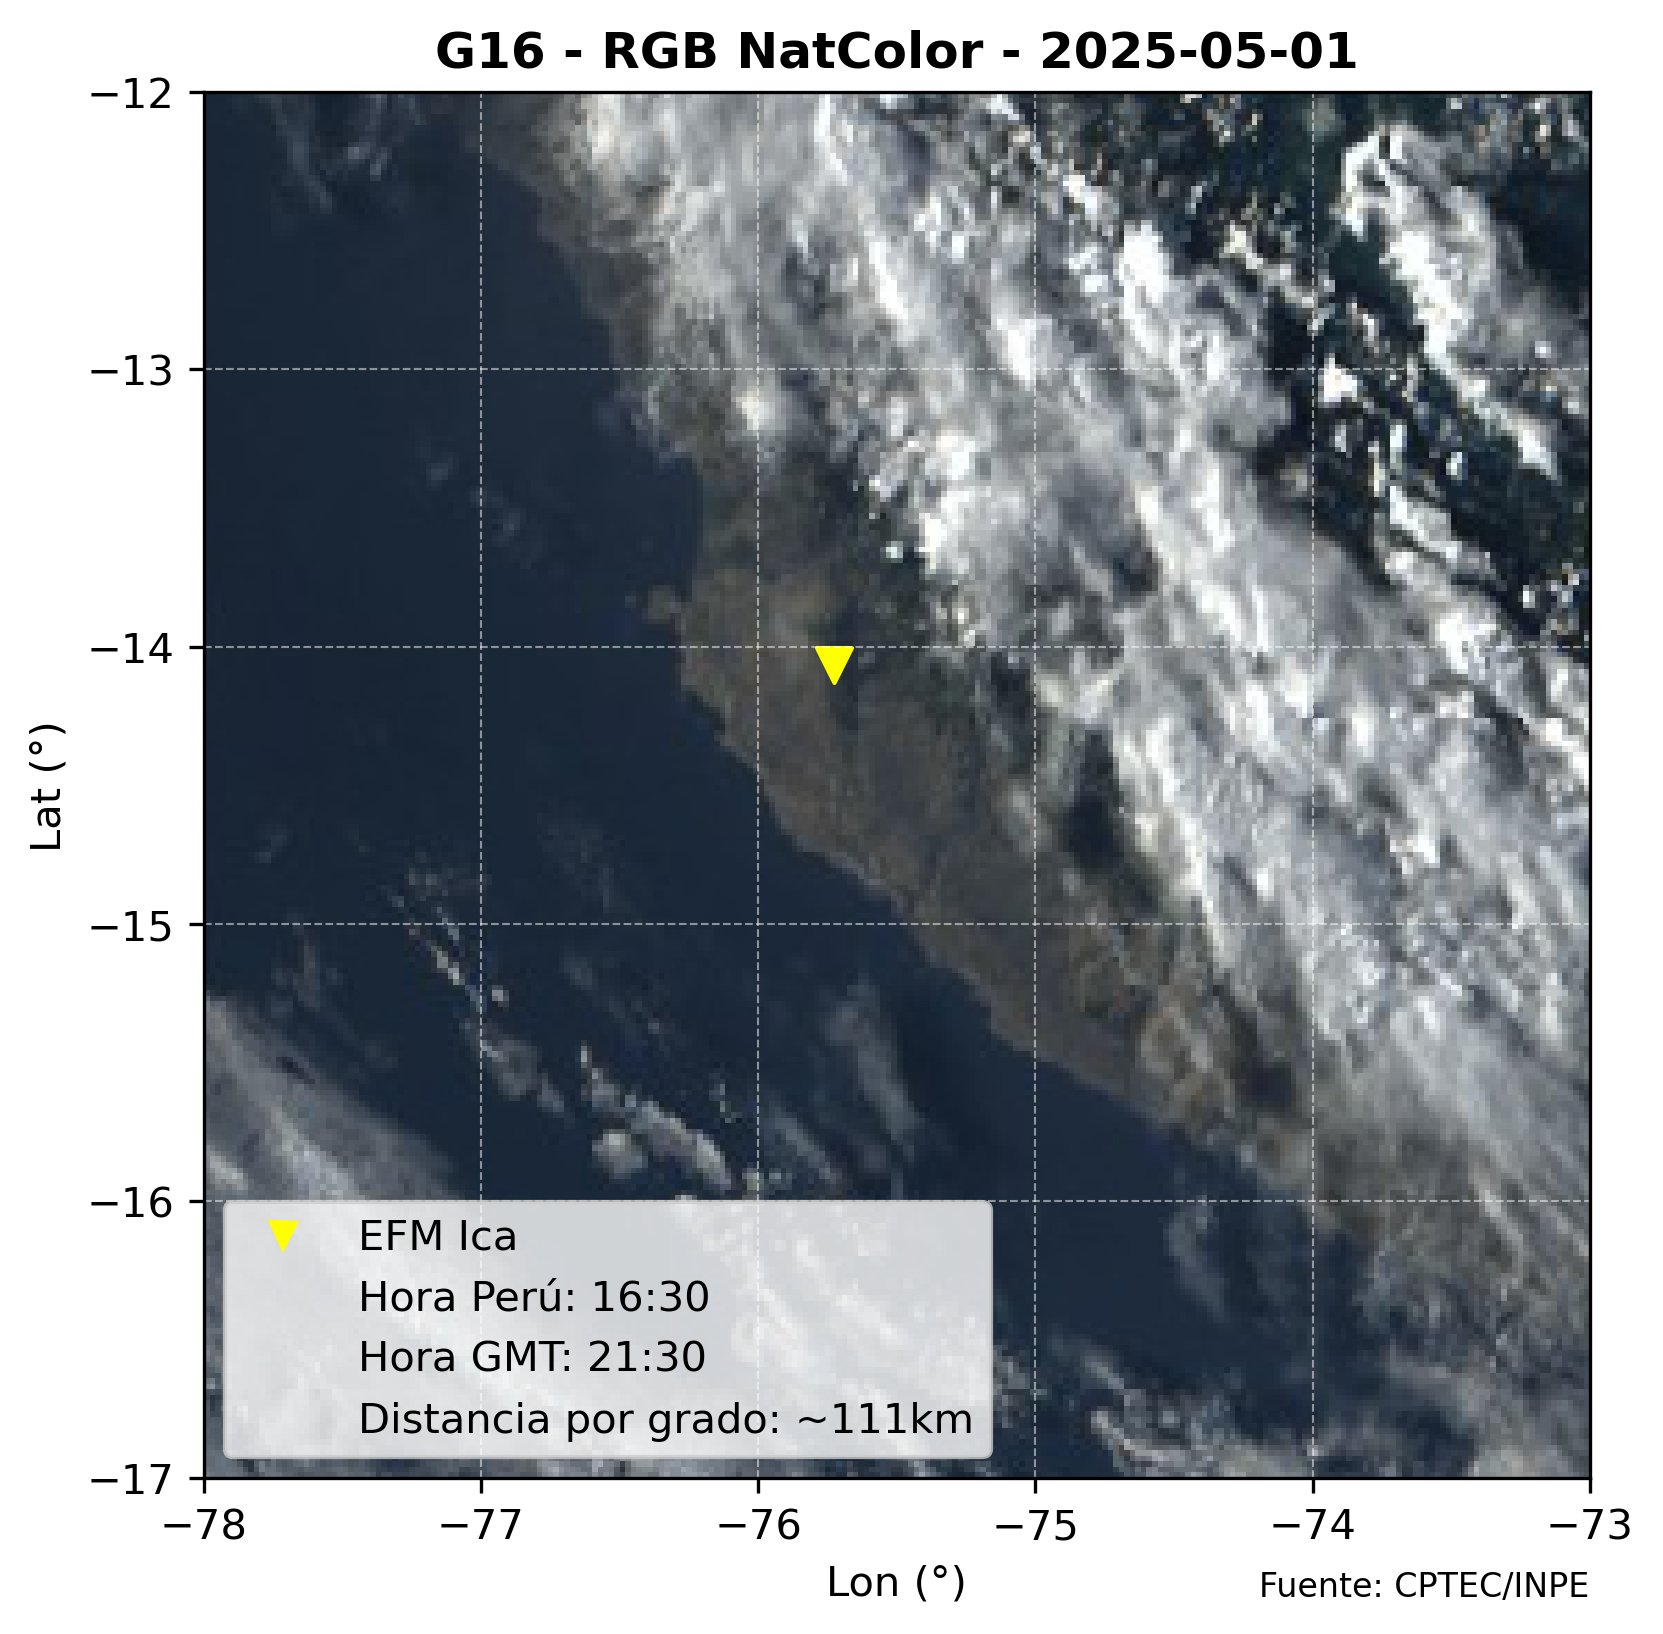 G16 - RGB NatColor - 2025-05-01
−12
−13
−14
−15
−16
−17
Lat (°)
EFM Ica
Hora Perú: 16:30
Hora GMT: 21:30
Distancia por grado: ~111km
−78
−77
−76
−75
−74
−73
Lon (°)
Fuente: CPTEC/INPE